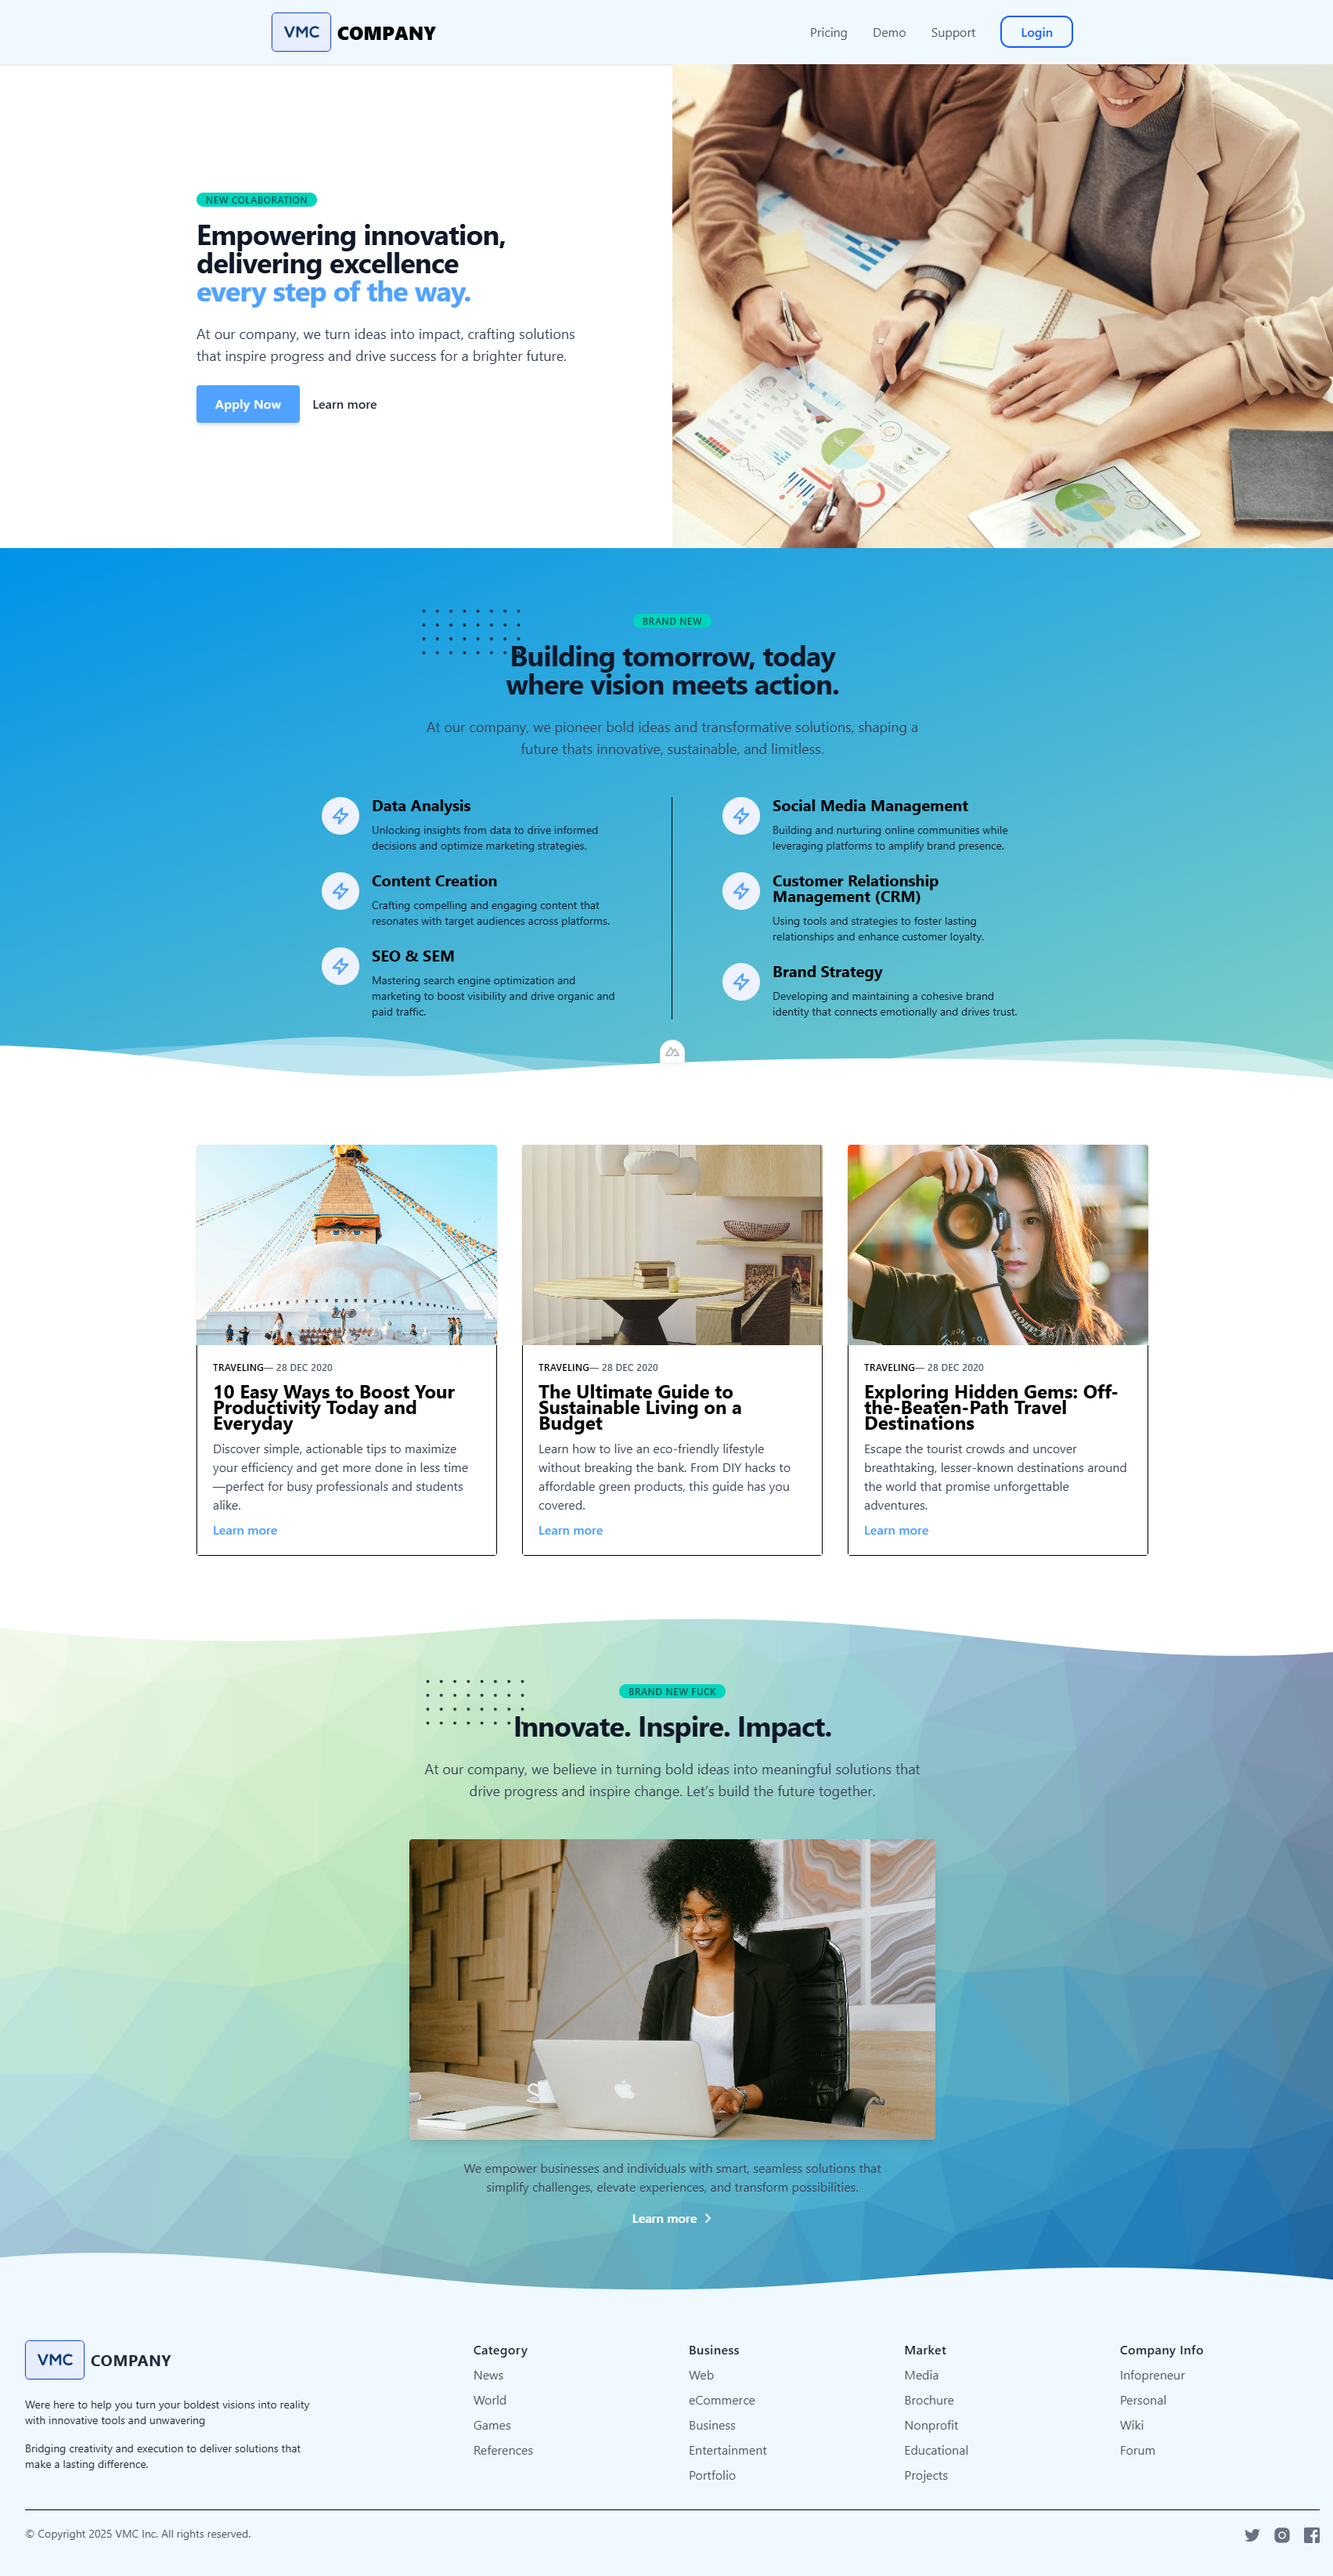 VMC COMPANY
Pricing Demo Support Login
NEW COLABORATION
Empowering innovation,
delivering excellence
every step of the way.
At our company, we turn ideas into impact, crafting solutions
that inspire progress and drive success for a brighter future.
Apply Now Learn more
BRAND NEW
Building tomorrow, today
where vision meets action.
At our company, we pioneer bold ideas and transformative solutions, shaping a
future thats innovative, sustainable, and limitless.
Data Analysis
Unlocking insights from data to drive informed
decisions and optimize marketing strategies.
Content Creation
Crafting compelling and engaging content that
resonates with target audiences across platforms.
SEO & SEM
Mastering search engine optimization and
marketing to boost visibility and drive organic and
paid traffic.
Social Media Management
Building and nurturing online communities while
leveraging platforms to amplify brand presence.
Customer Relationship
Management (CRM)
Using tools and strategies to foster lasting
relationships and enhance customer loyalty.
Brand Strategy
Developing and maintaining a cohesive brand
identity that connects emotionally and drives trust.
TRAVELING— 28 DEC 2020
10 Easy Ways to Boost Your
Productivity Today and
Everyday
Discover simple, actionable tips to maximize
your efficiency and get more done in less time
—perfect for busy professionals and students
alike.
Learn more
TRAVELING— 28 DEC 2020
The Ultimate Guide to
Sustainable Living on a
Budget
Learn how to live an eco-friendly lifestyle
without breaking the bank. From DIY hacks to
affordable green products, this guide has you
covered.
Learn more
TRAVELING— 28 DEC 2020
Exploring Hidden Gems: Off-
the-Beaten-Path Travel
Destinations
Escape the tourist crowds and uncover
breathtaking, lesser-known destinations around
the world that promise unforgettable
adventures.
Learn more
BRAND NEW FUCK
Innovate. Inspire. Impact.
At our company, we believe in turning bold ideas into meaningful solutions that
drive progress and inspire change. Let’s build the future together.
We empower businesses and individuals with smart, seamless solutions that
simplify challenges, elevate experiences, and transform possibilities.
Learn more
VMC COMPANY
Were here to help you turn your boldest visions into reality
with innovative tools and unwavering
Bridging creativity and execution to deliver solutions that
make a lasting difference.
Category
News
World
Games
References
Business
Web
eCommerce
Business
Entertainment
Portfolio
Market
Media
Brochure
Nonprofit
Educational
Projects
Company Info
Infopreneur
Personal
Wiki
Forum
© Copyright 2025 VMC Inc. All rights reserved.